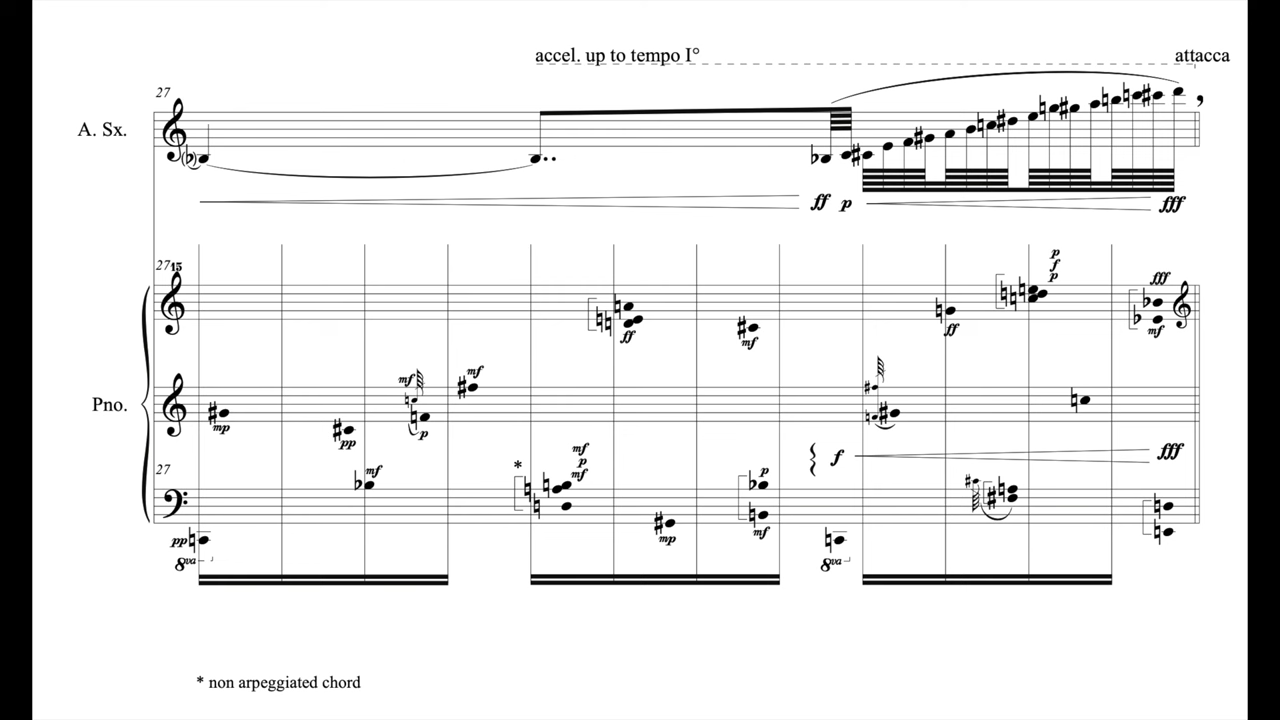 accel. up to tempo I° attacca
27
A. Sx.
ff p fff
27
15
p
f
p
fff
ff mf ff mf
mf mf
Pno.
mp pp p
f fff
27
* mf
mf p
p
mf
pp mp mf
8va 8va
* non arpeggiated chord